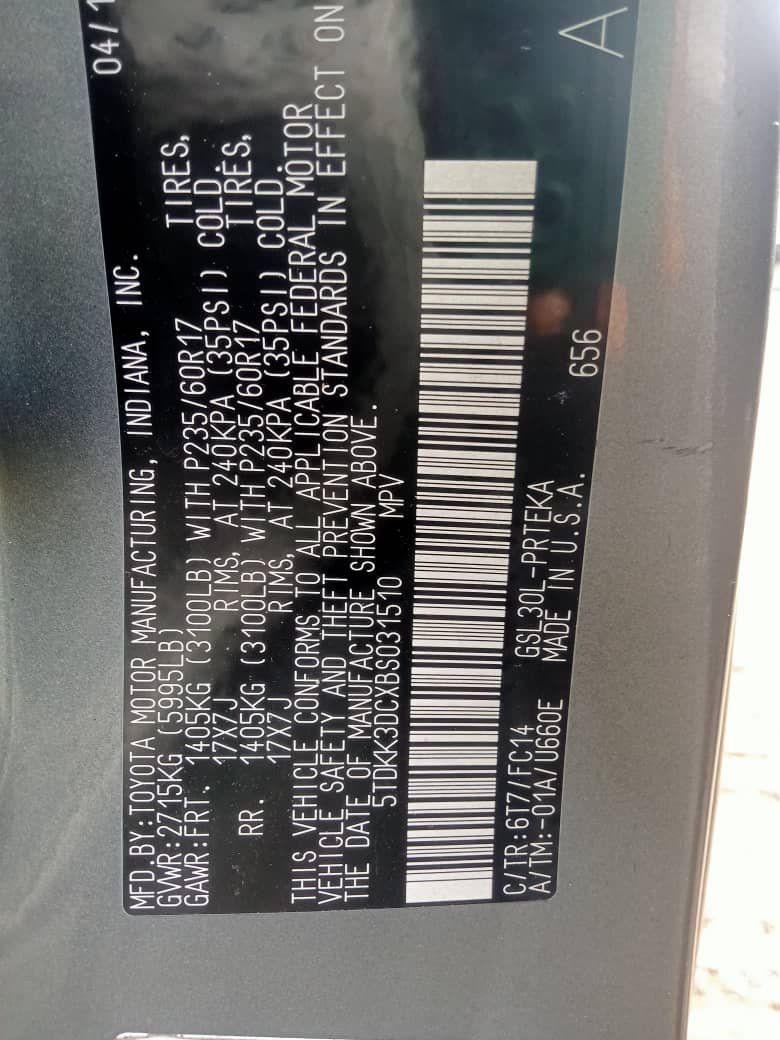 MFD.BY:TOYOTA MOTOR MANUFACTURING, INDIANA, INC. 04/1
GVWR:2715KG (5995LB)
GAWR:FRT. 1405KG (3100LB) WITH P235/60R17 TIRES,
17X7J RIMS, AT 240KPA (35PSI) COLD.
RR. 1405KG (3100LB) WITH P235/60R17 TIRES,
17X7J RIMS, AT 240KPA (35PSI) COLD.
THIS VEHICLE CONFORMS TO ALL APPLICABLE FEDERAL MOTOR
VEHICLE SAFETY AND THEFT PREVENTION STANDARDS IN EFFECT ON
THE DATE OF MANUFACTURE SHOWN ABOVE.
5TDKK3DCXBS031510 MPV
C/TR:6T7/FC14 GSL30L-PRTEKA
A/TM:-01A/U660E MADE IN U.S.A. 656 A